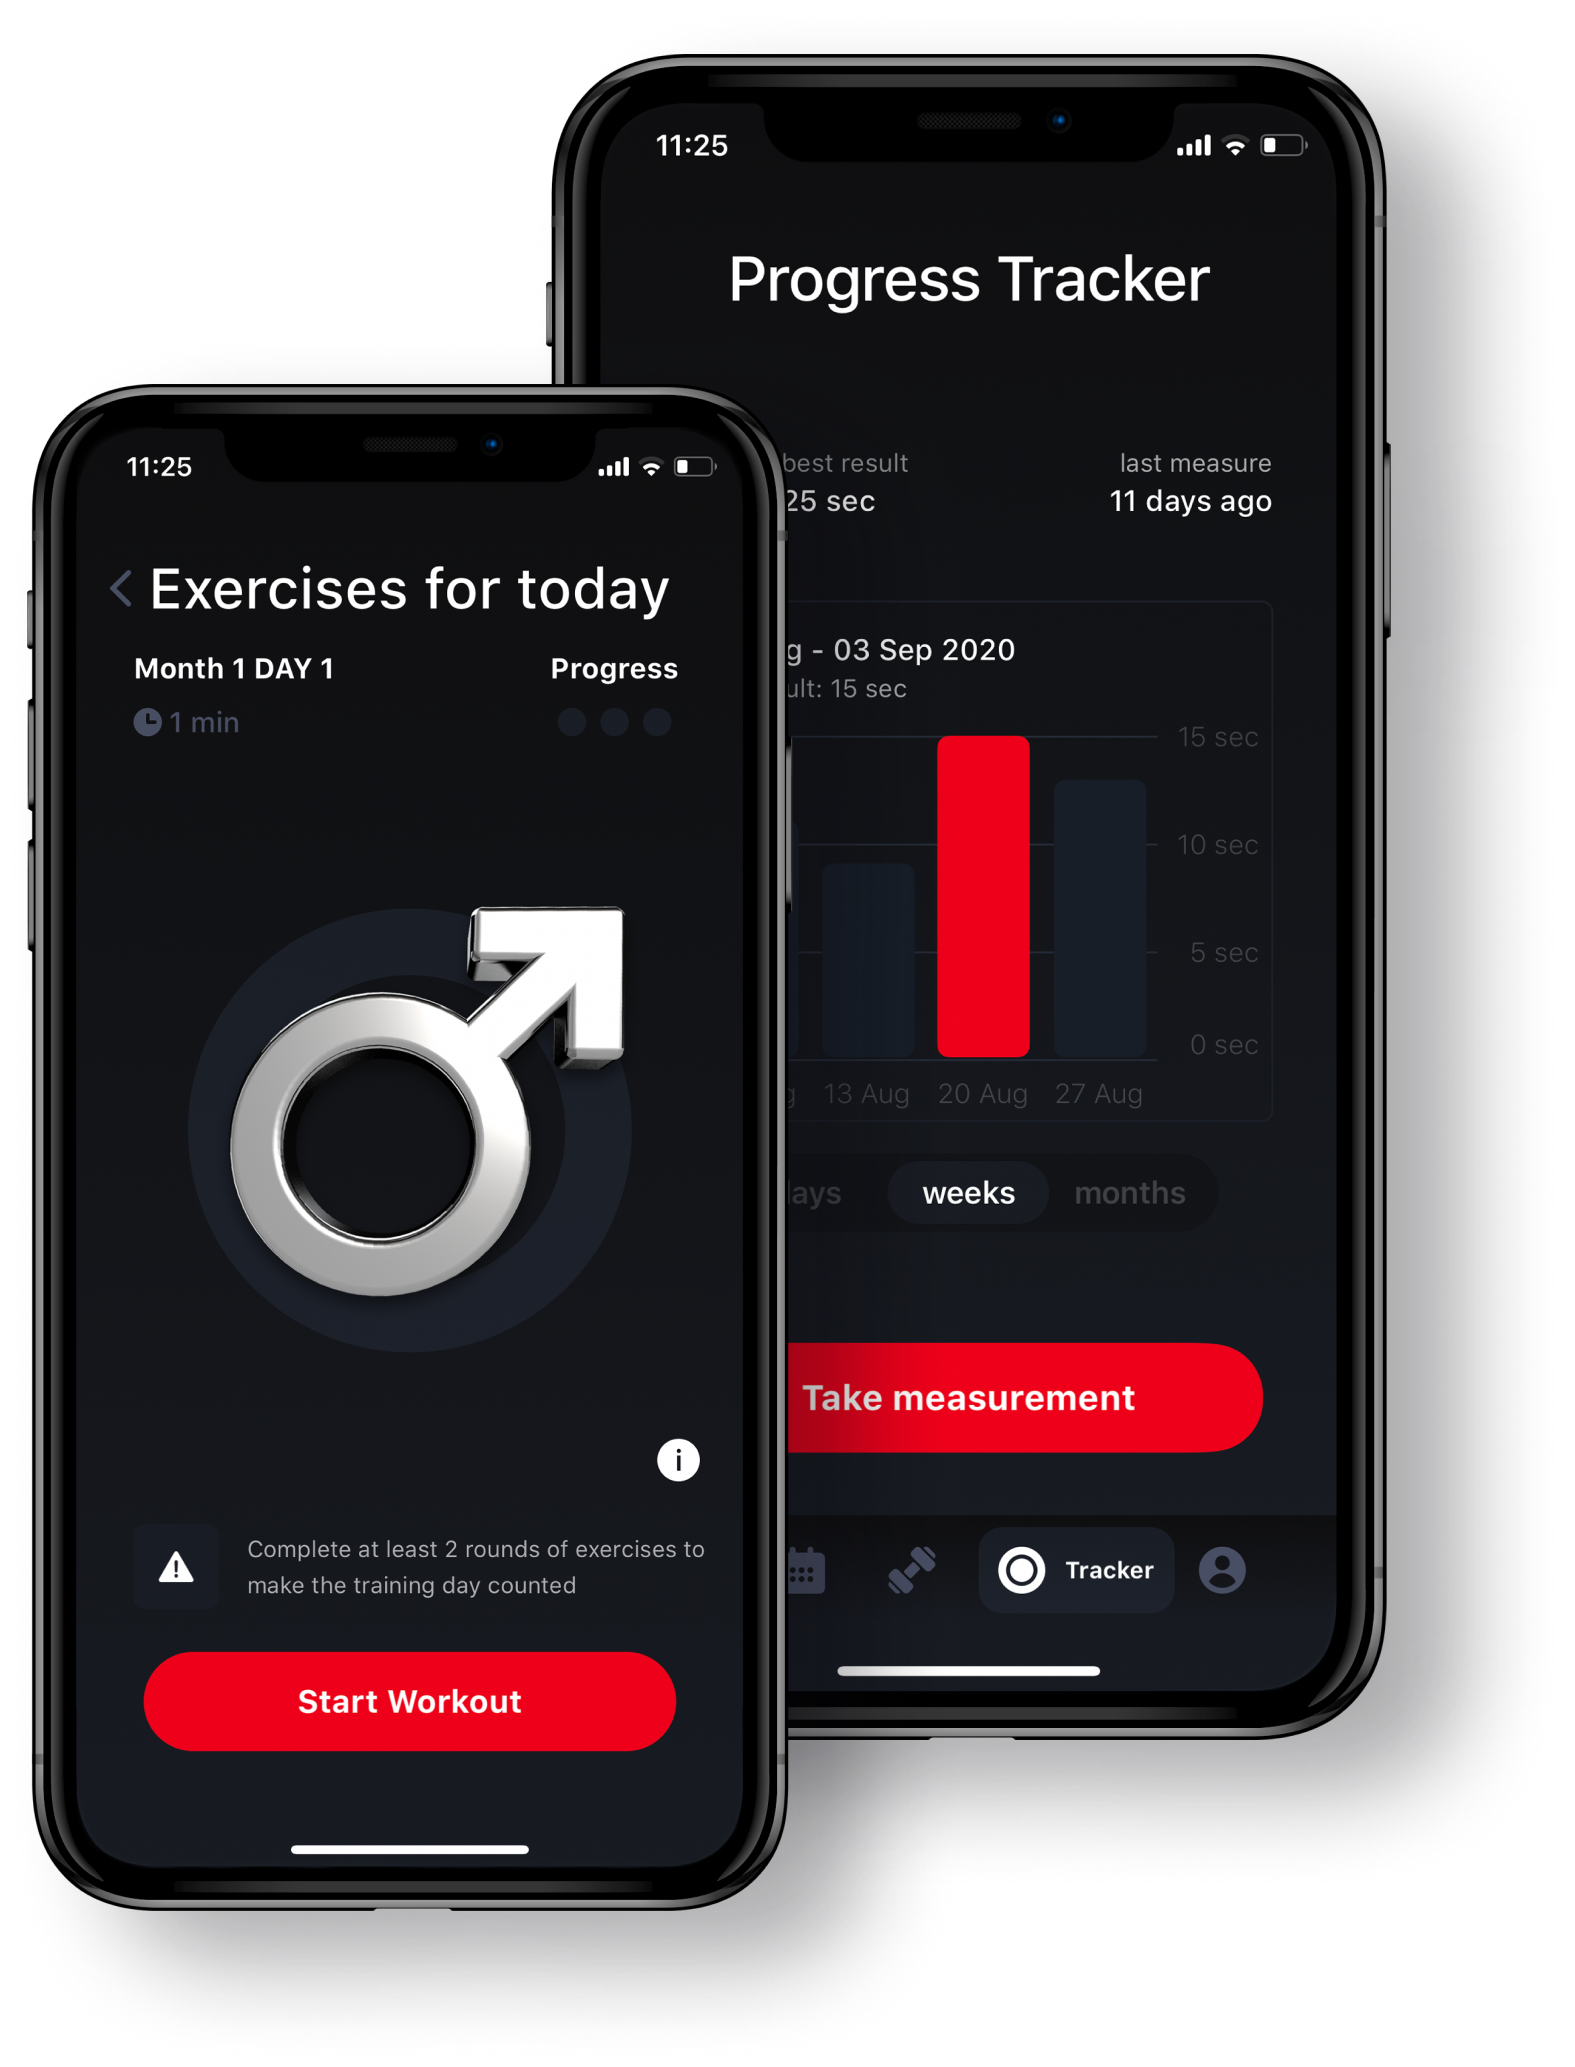 11:25
Progress Tracker
best result
25 sec
last measure
11 days ago
- 03 Sep 2020
15 sec
15 sec
10 sec
5 sec
0 sec
13 Aug
20 Aug
27 Aug
weeks
months
Take measurement
Tracker
11:25
Exercises for today
Month 1 DAY 1
Progress
1 min
i
Complete at least 2 rounds of exercises to
make the training day counted
Start Workout